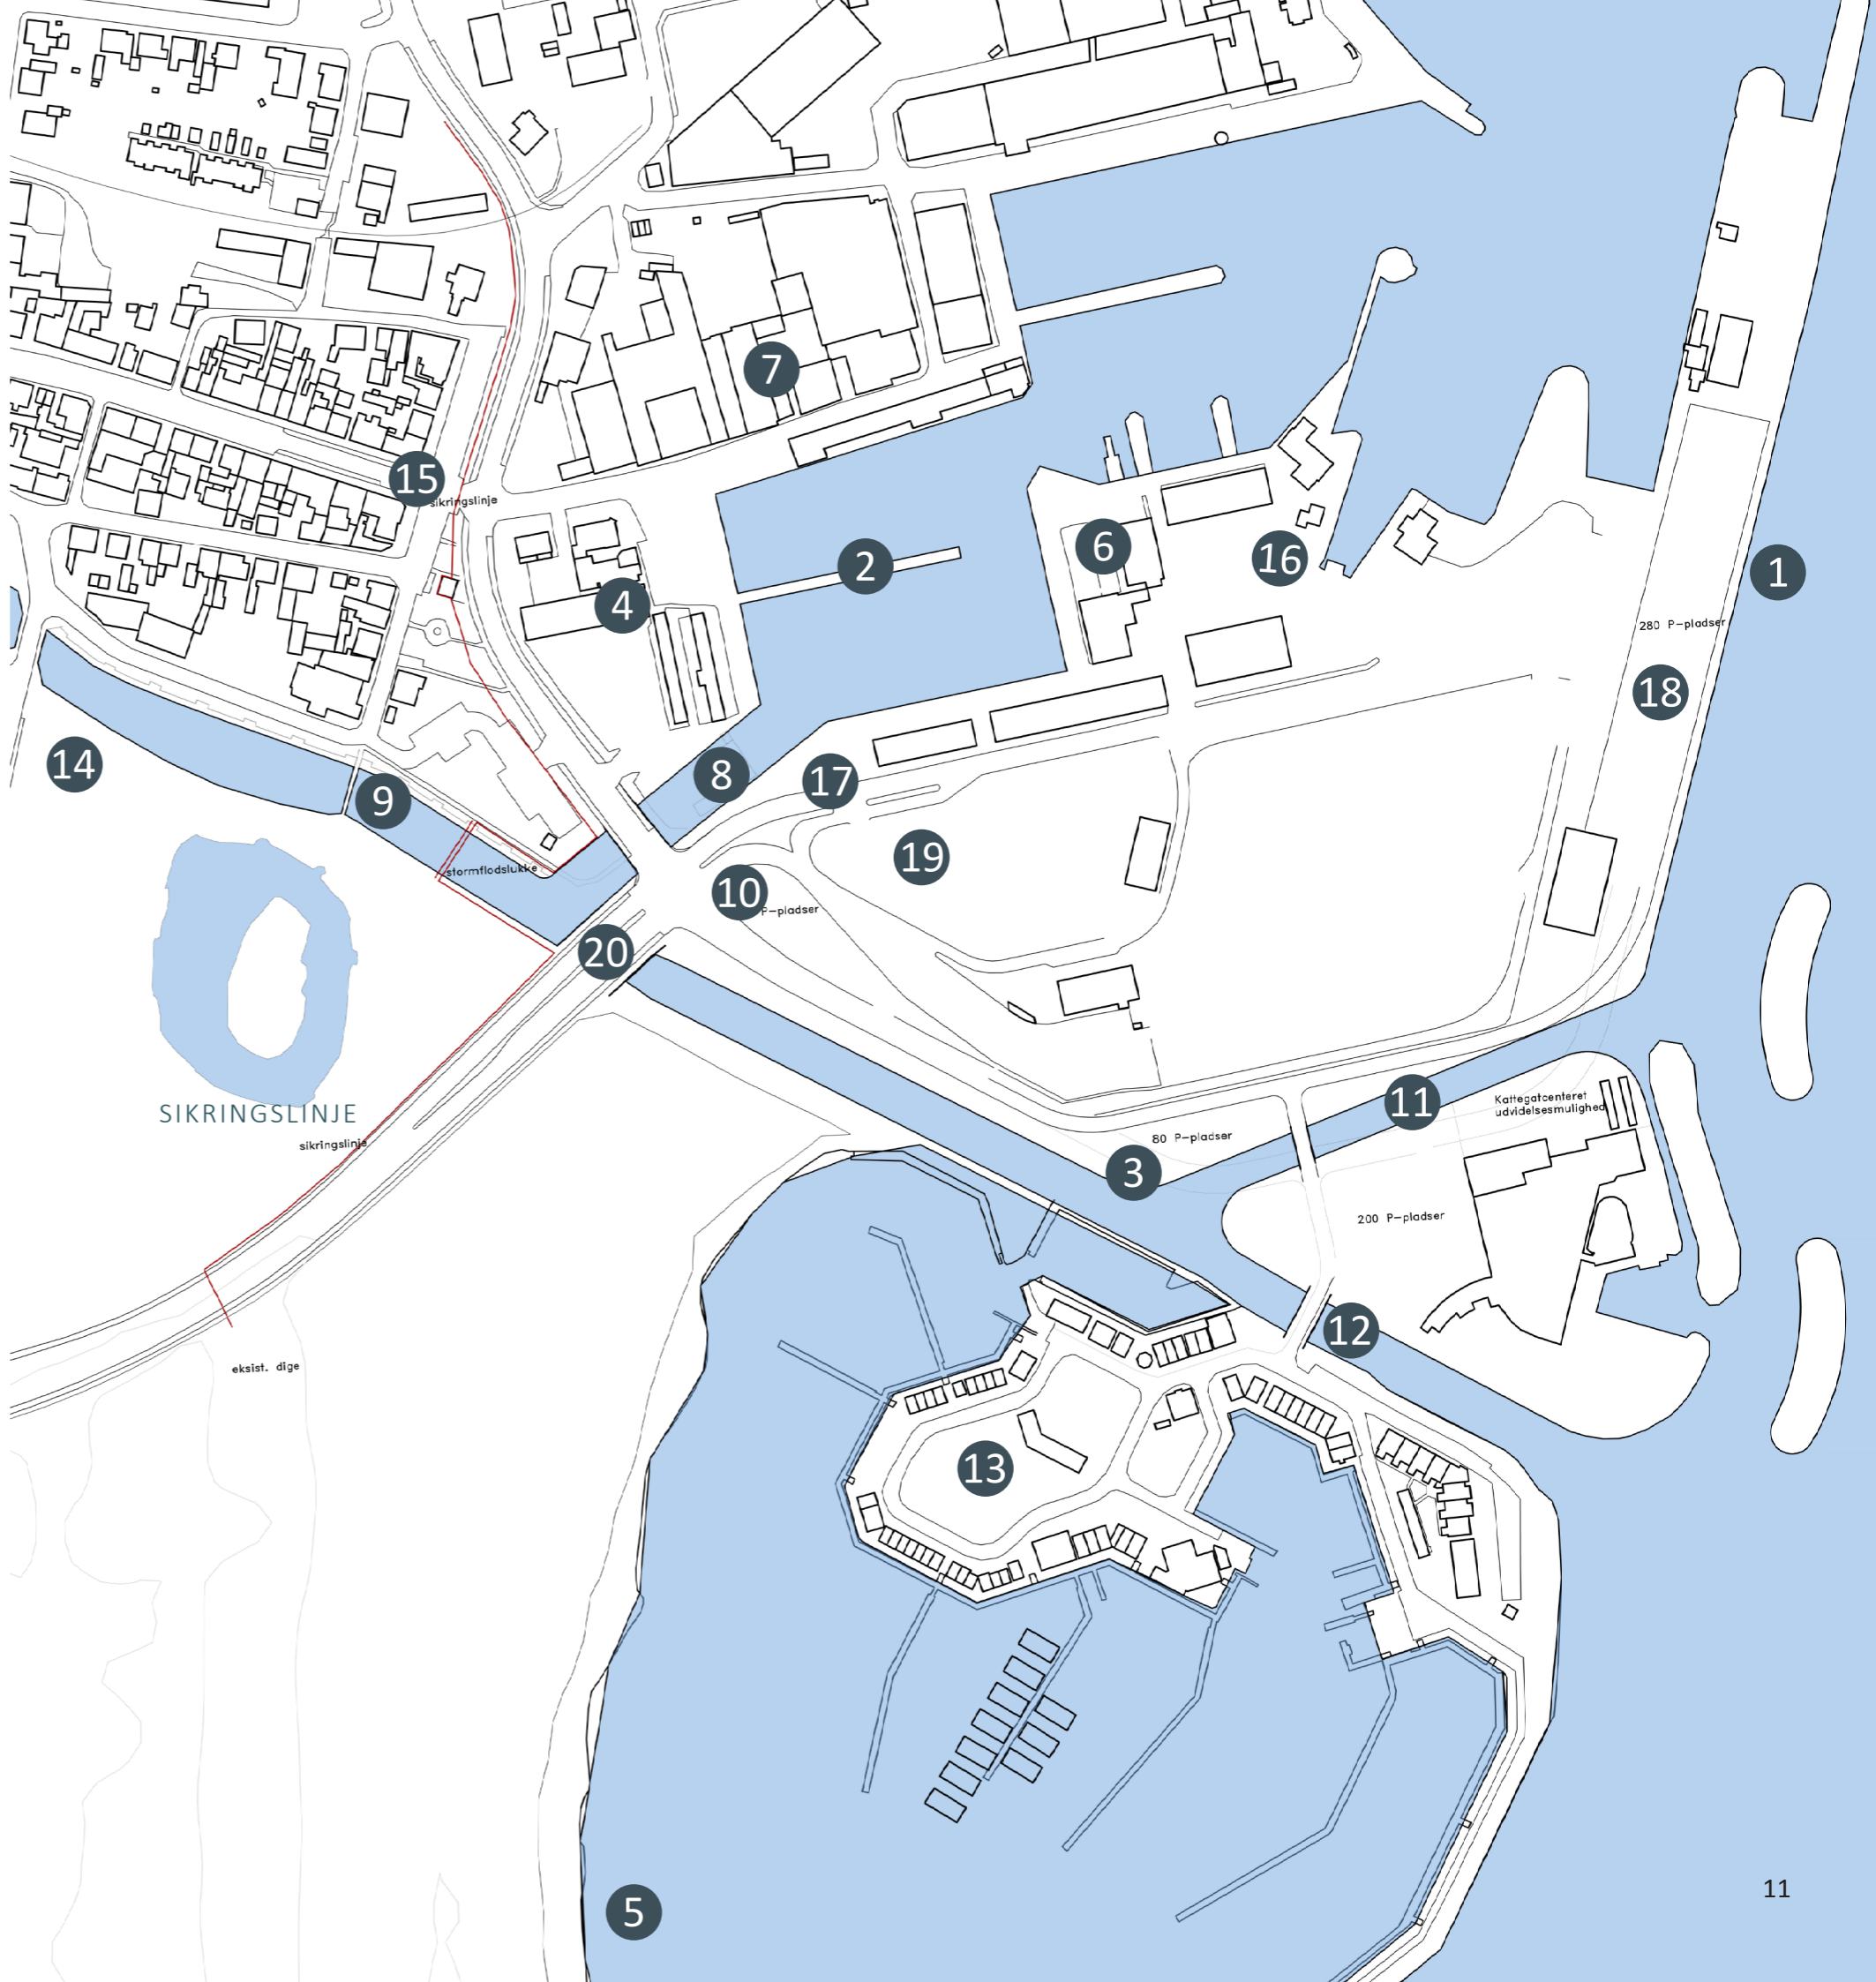 7
15
sikringslinje
2
6
16
1
4
280 P-pladser
18
14
9
8
17
stormflodslukke
19
10
P-pladser
20
SIKRINGSLINJE
sikringslinje
11
Kattegatcenteret
udvidelsesmulighed
80 P-pladser
3
200 P-pladser
12
eksist. dige
13
5
11